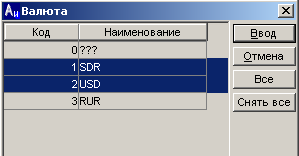 Валюта
Код Наименование Ввод
0 ???
Отмена
1 SDR
2 USD Все
3 RUR Снять все